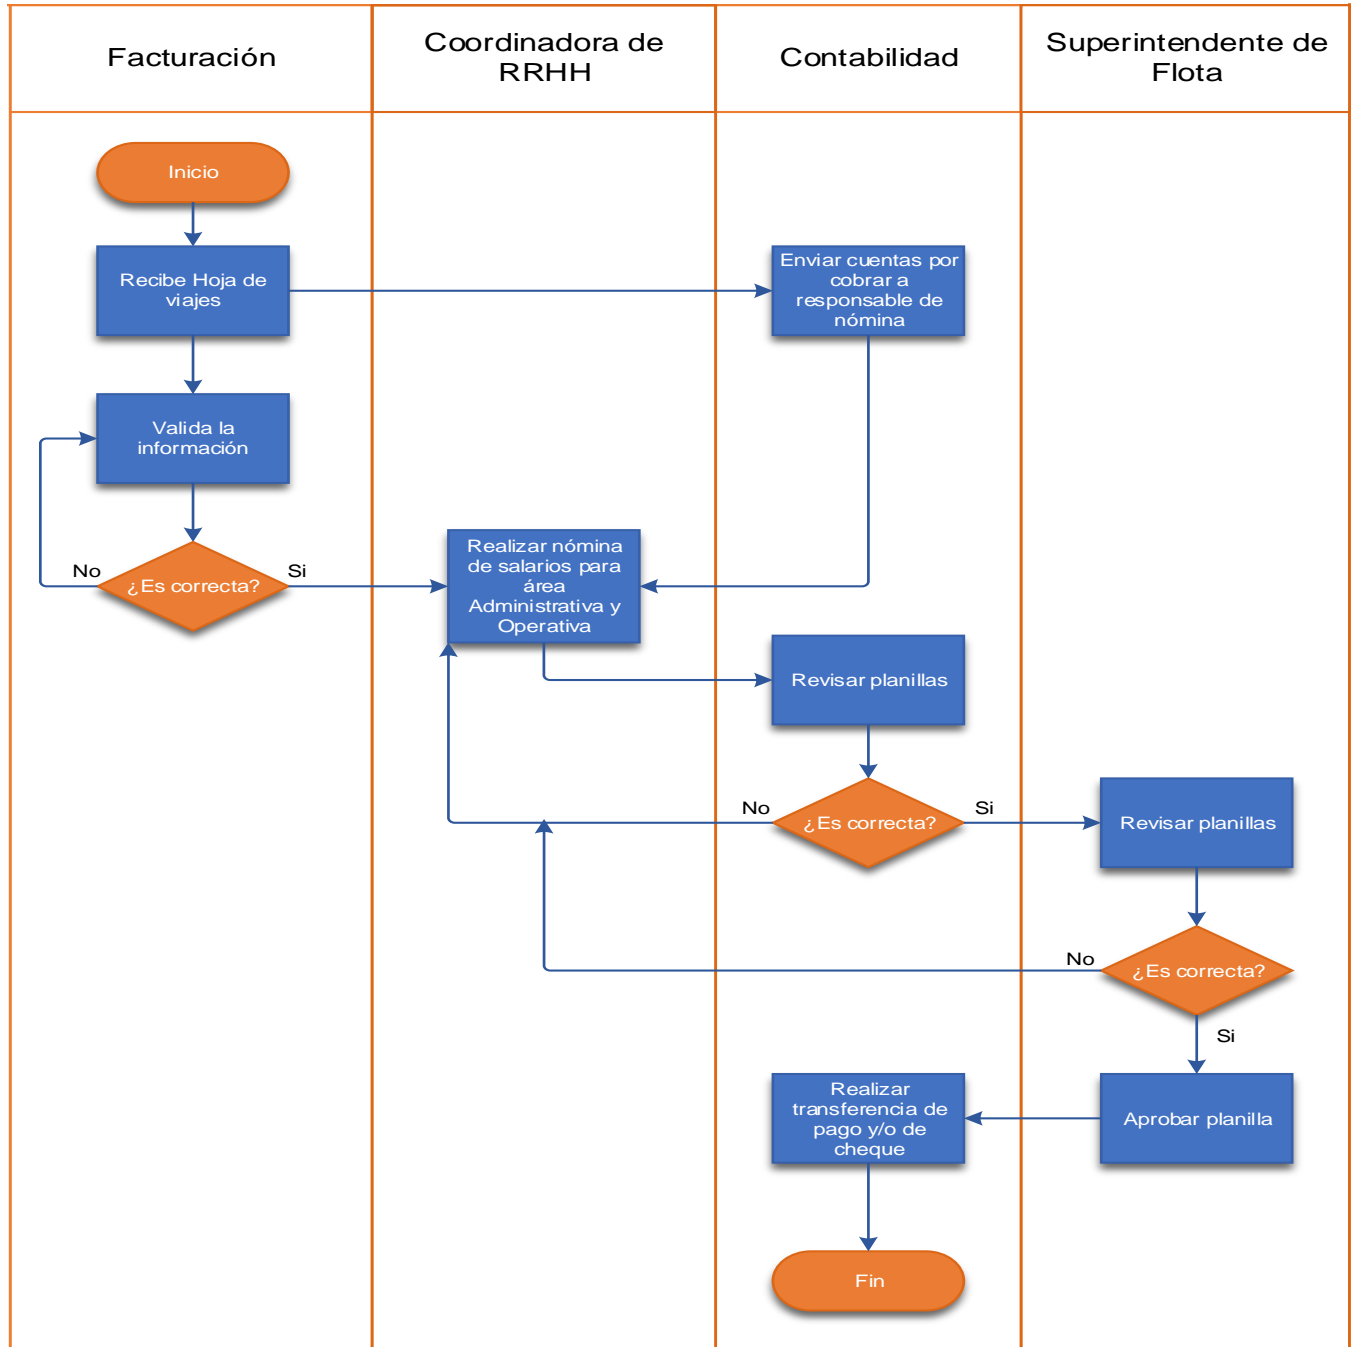 Facturación
Coordinadora de
RRHH
Contabilidad
Superintendente de
Flota
Inicio
Recibe Hoja de
viajes
Enviar cuentas por
cobrar a
responsable de
nómina
Valida la
información
No
¿Es correcta?
Si
Realizar nómina
de salarios para
área
Administrativa y
Operativa
Revisar planillas
No
¿Es correcta?
Si
Revisar planillas
No
¿Es correcta?
Si
Realizar
transferencia de
pago y/o de
cheque
Aprobar planilla
Fin